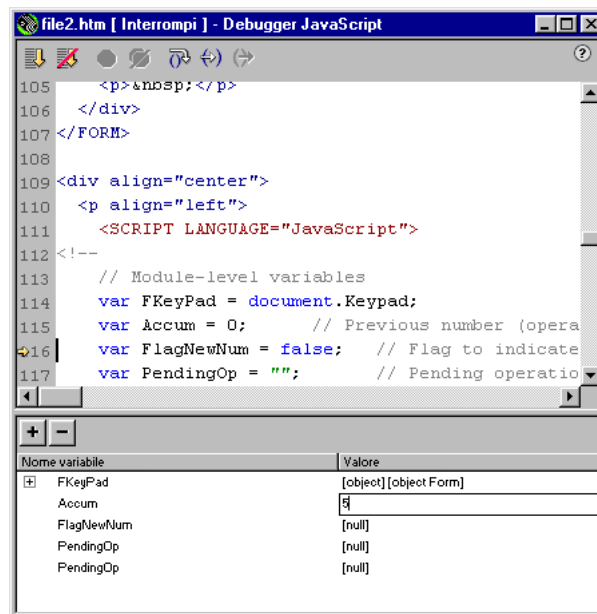 file2.htm [ Interrompi ] - Debugger JavaScript
?
105 <p>&nbsp;</p>
106 </div>
107 </FORM>
108
109 <div align="center">
110 <p align="left">
111 <SCRIPT LANGUAGE="JavaScript">
112 <!--
113 // Module-level variables
114 var FKeyPad = document.Keypad;
115 var Accum = 0; // Previous number (opera
16 var FlagNewNum = false; // Flag to indicate
117 var PendingOp = ""; // Pending operatio
+ −
Nome variabile Valore
FKeyPad [object] [object Form]
Accum 5
FlagNewNum [null]
PendingOp [null]
PendingOp [null]